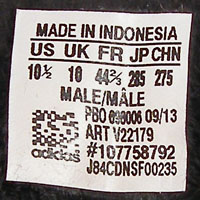 MADE IN INDONESIA
US UK FR JP CHN
10½ 10 44⅔ 285 275
MALE/MÂLE
PBO 098006 09/13
ART V22179
adidas #107758792
J84CDNSF00235